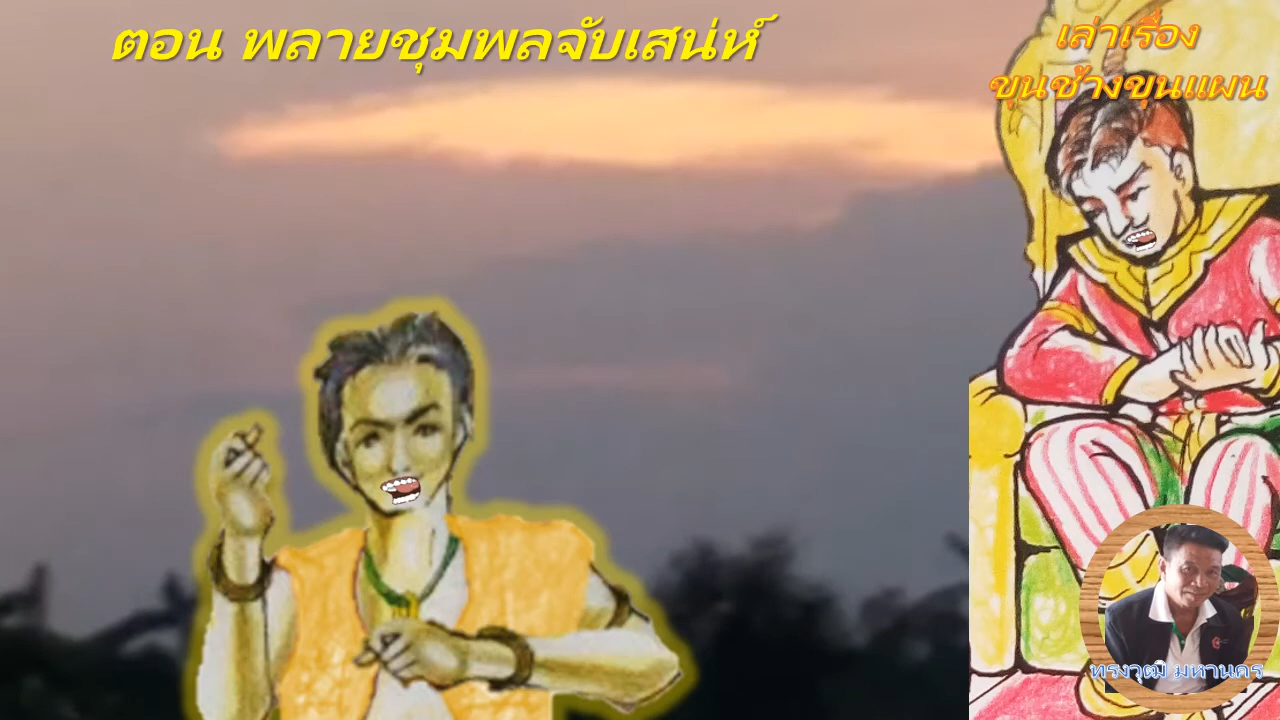 ตอน พลายชุมพลจับเสน่ห์
เล่าเรื่อง
ขุนช้างขุนแผน
ทรงวุฒิ มหานคร